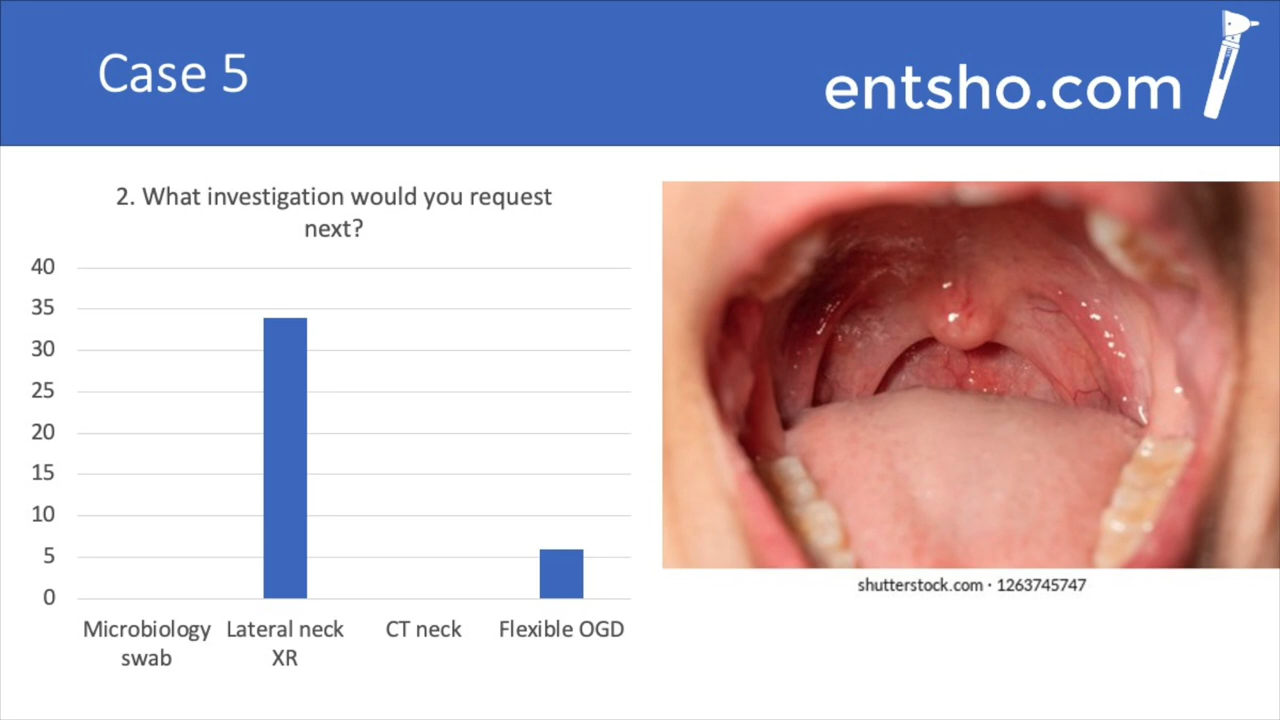 Case 5
entsho.com
2. What investigation would you request
next?
40
35
30
25
20
15
10
5
0
Microbiology
swab
Lateral neck
XR
CT neck
Flexible OGD
shutterstock.com · 1263745747